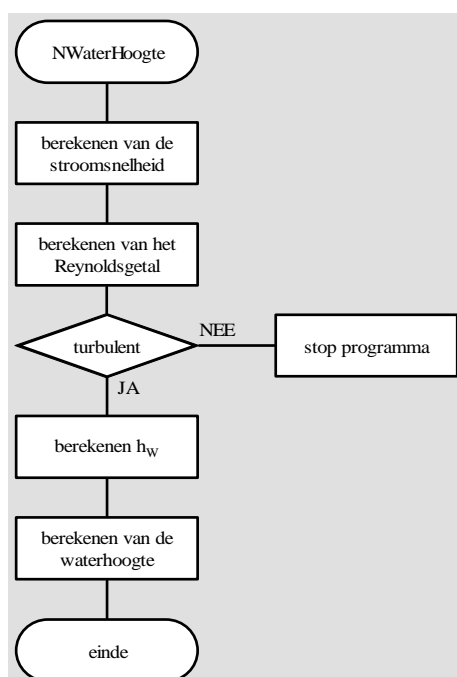 NWaterHoogte
berekenen van de
stroomsnelheid
berekenen van het
Reynoldsgetal
turbulent
NEE
stop programma
JA
berekenen hw
berekenen van de
waterhoogte
einde